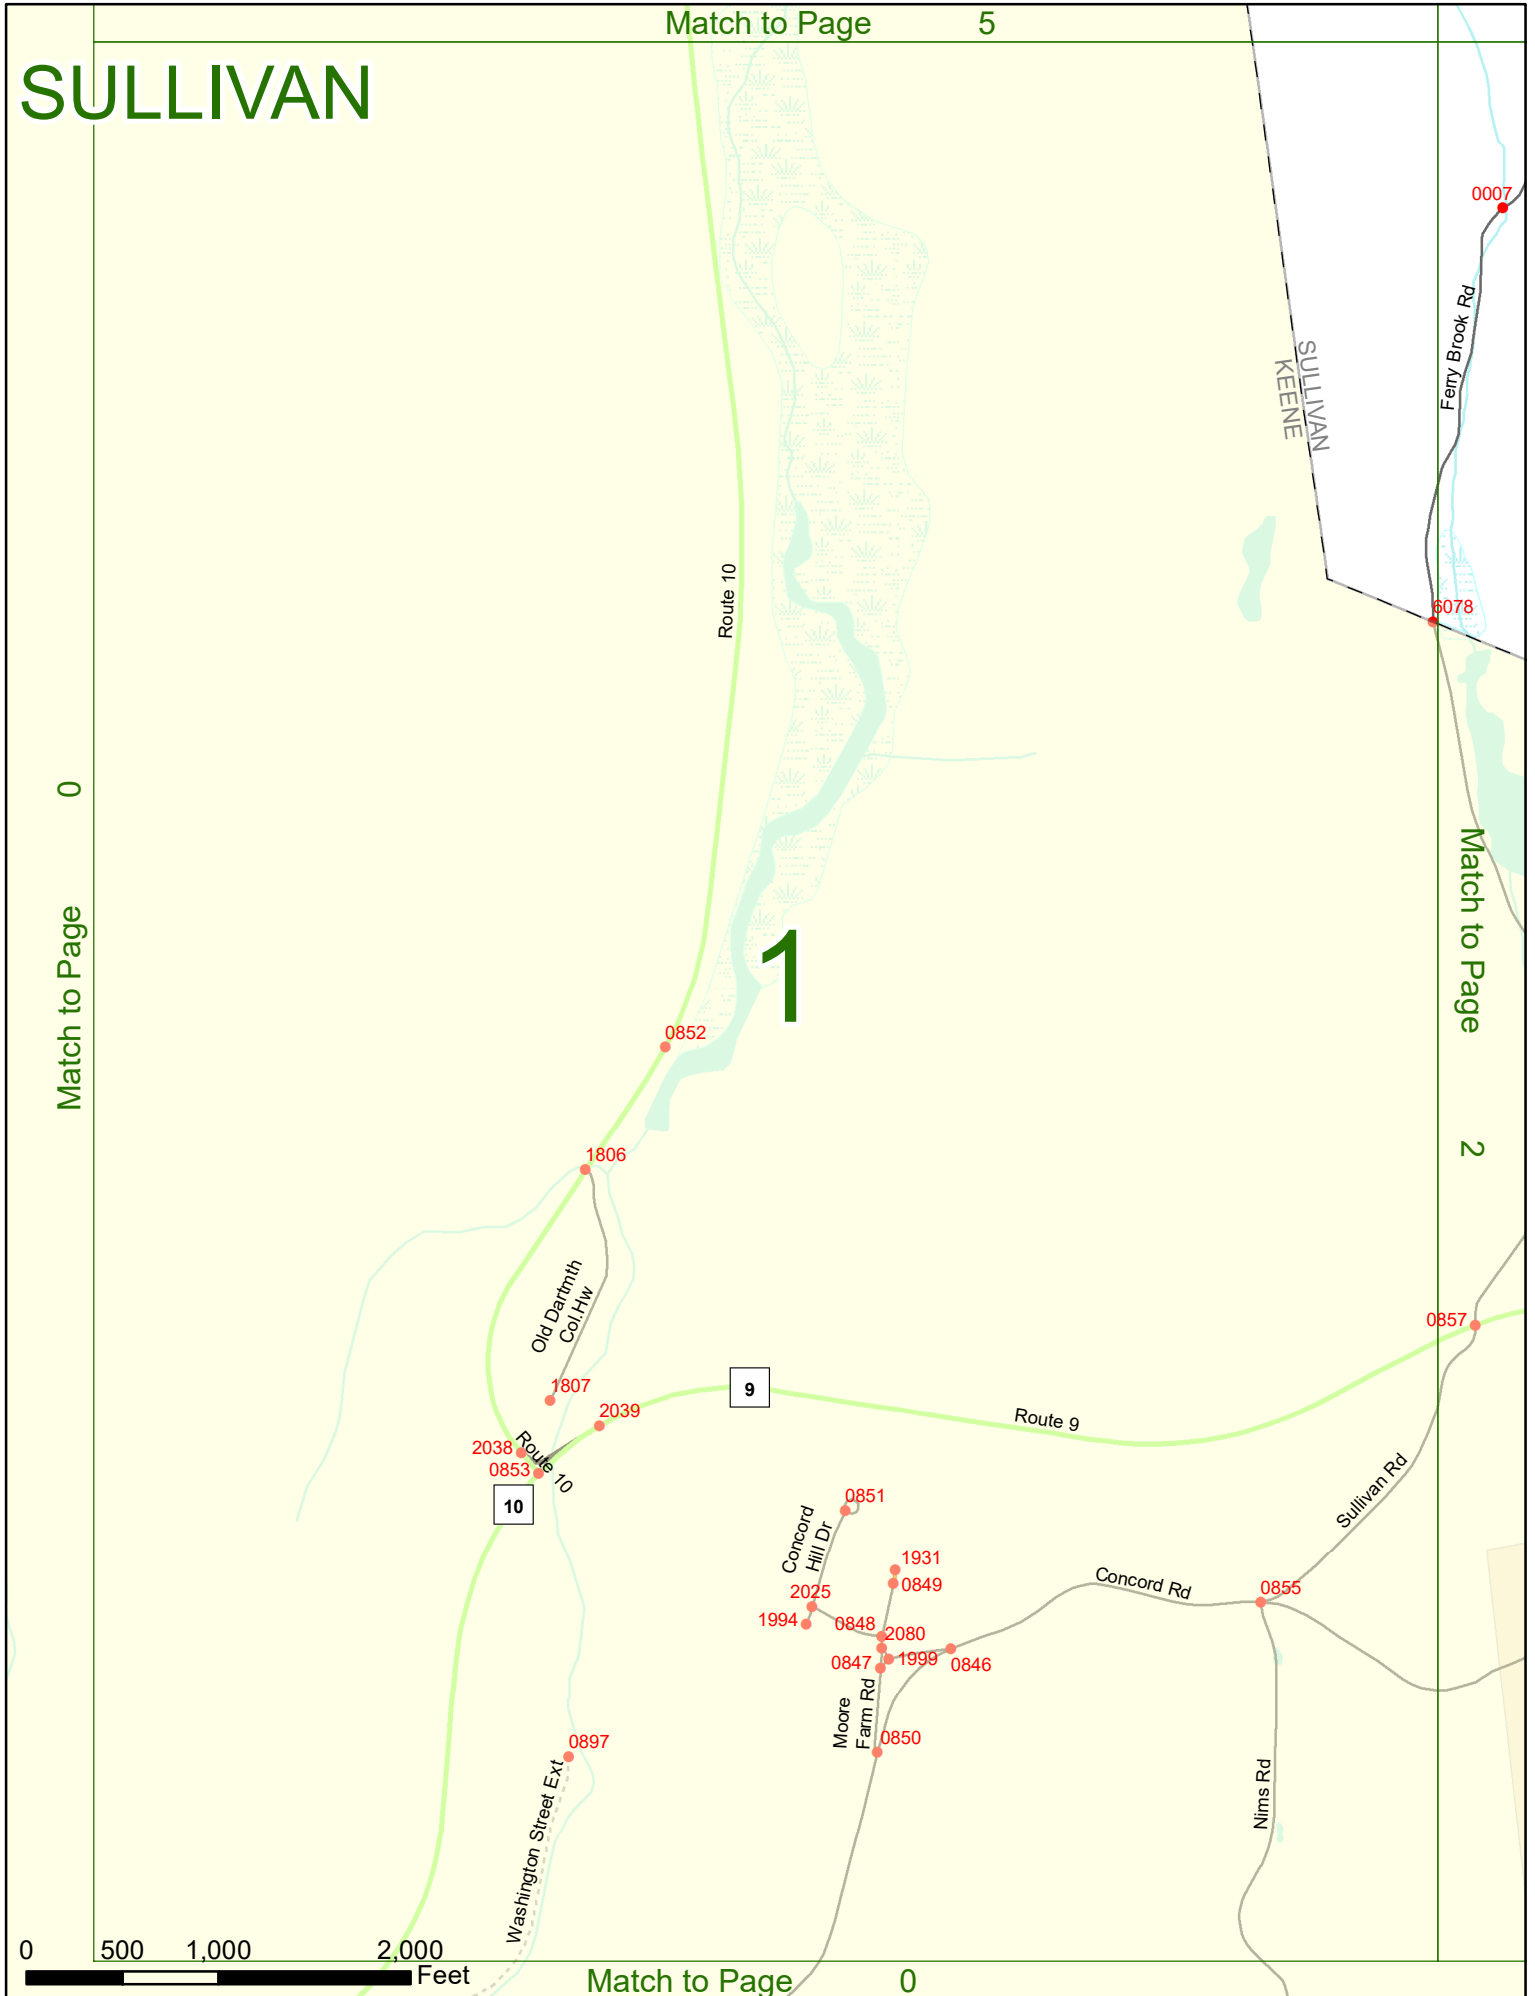 Match to Page 5
SULLIVAN
0007
Ferry Brook Rd
SULLIVAN
KEENE
Route 10
6078
Match to Page 0
Match to Page 2
1
0852
1806
Old Dartmth
Col.Hw
0857
1807
9
2039
Route 9
2038
Route 10
0853
10
0851
Sullivan Rd
Concord
Hill Dr
1931
0849
Concord Rd
0855
2025
1994
0848
2080
0847
1999
0846
Moore
Farm Rd
0850
0897
Washington Street Ext
Nims Rd
0 500 1,000 2,000
Feet
Match to Page 0